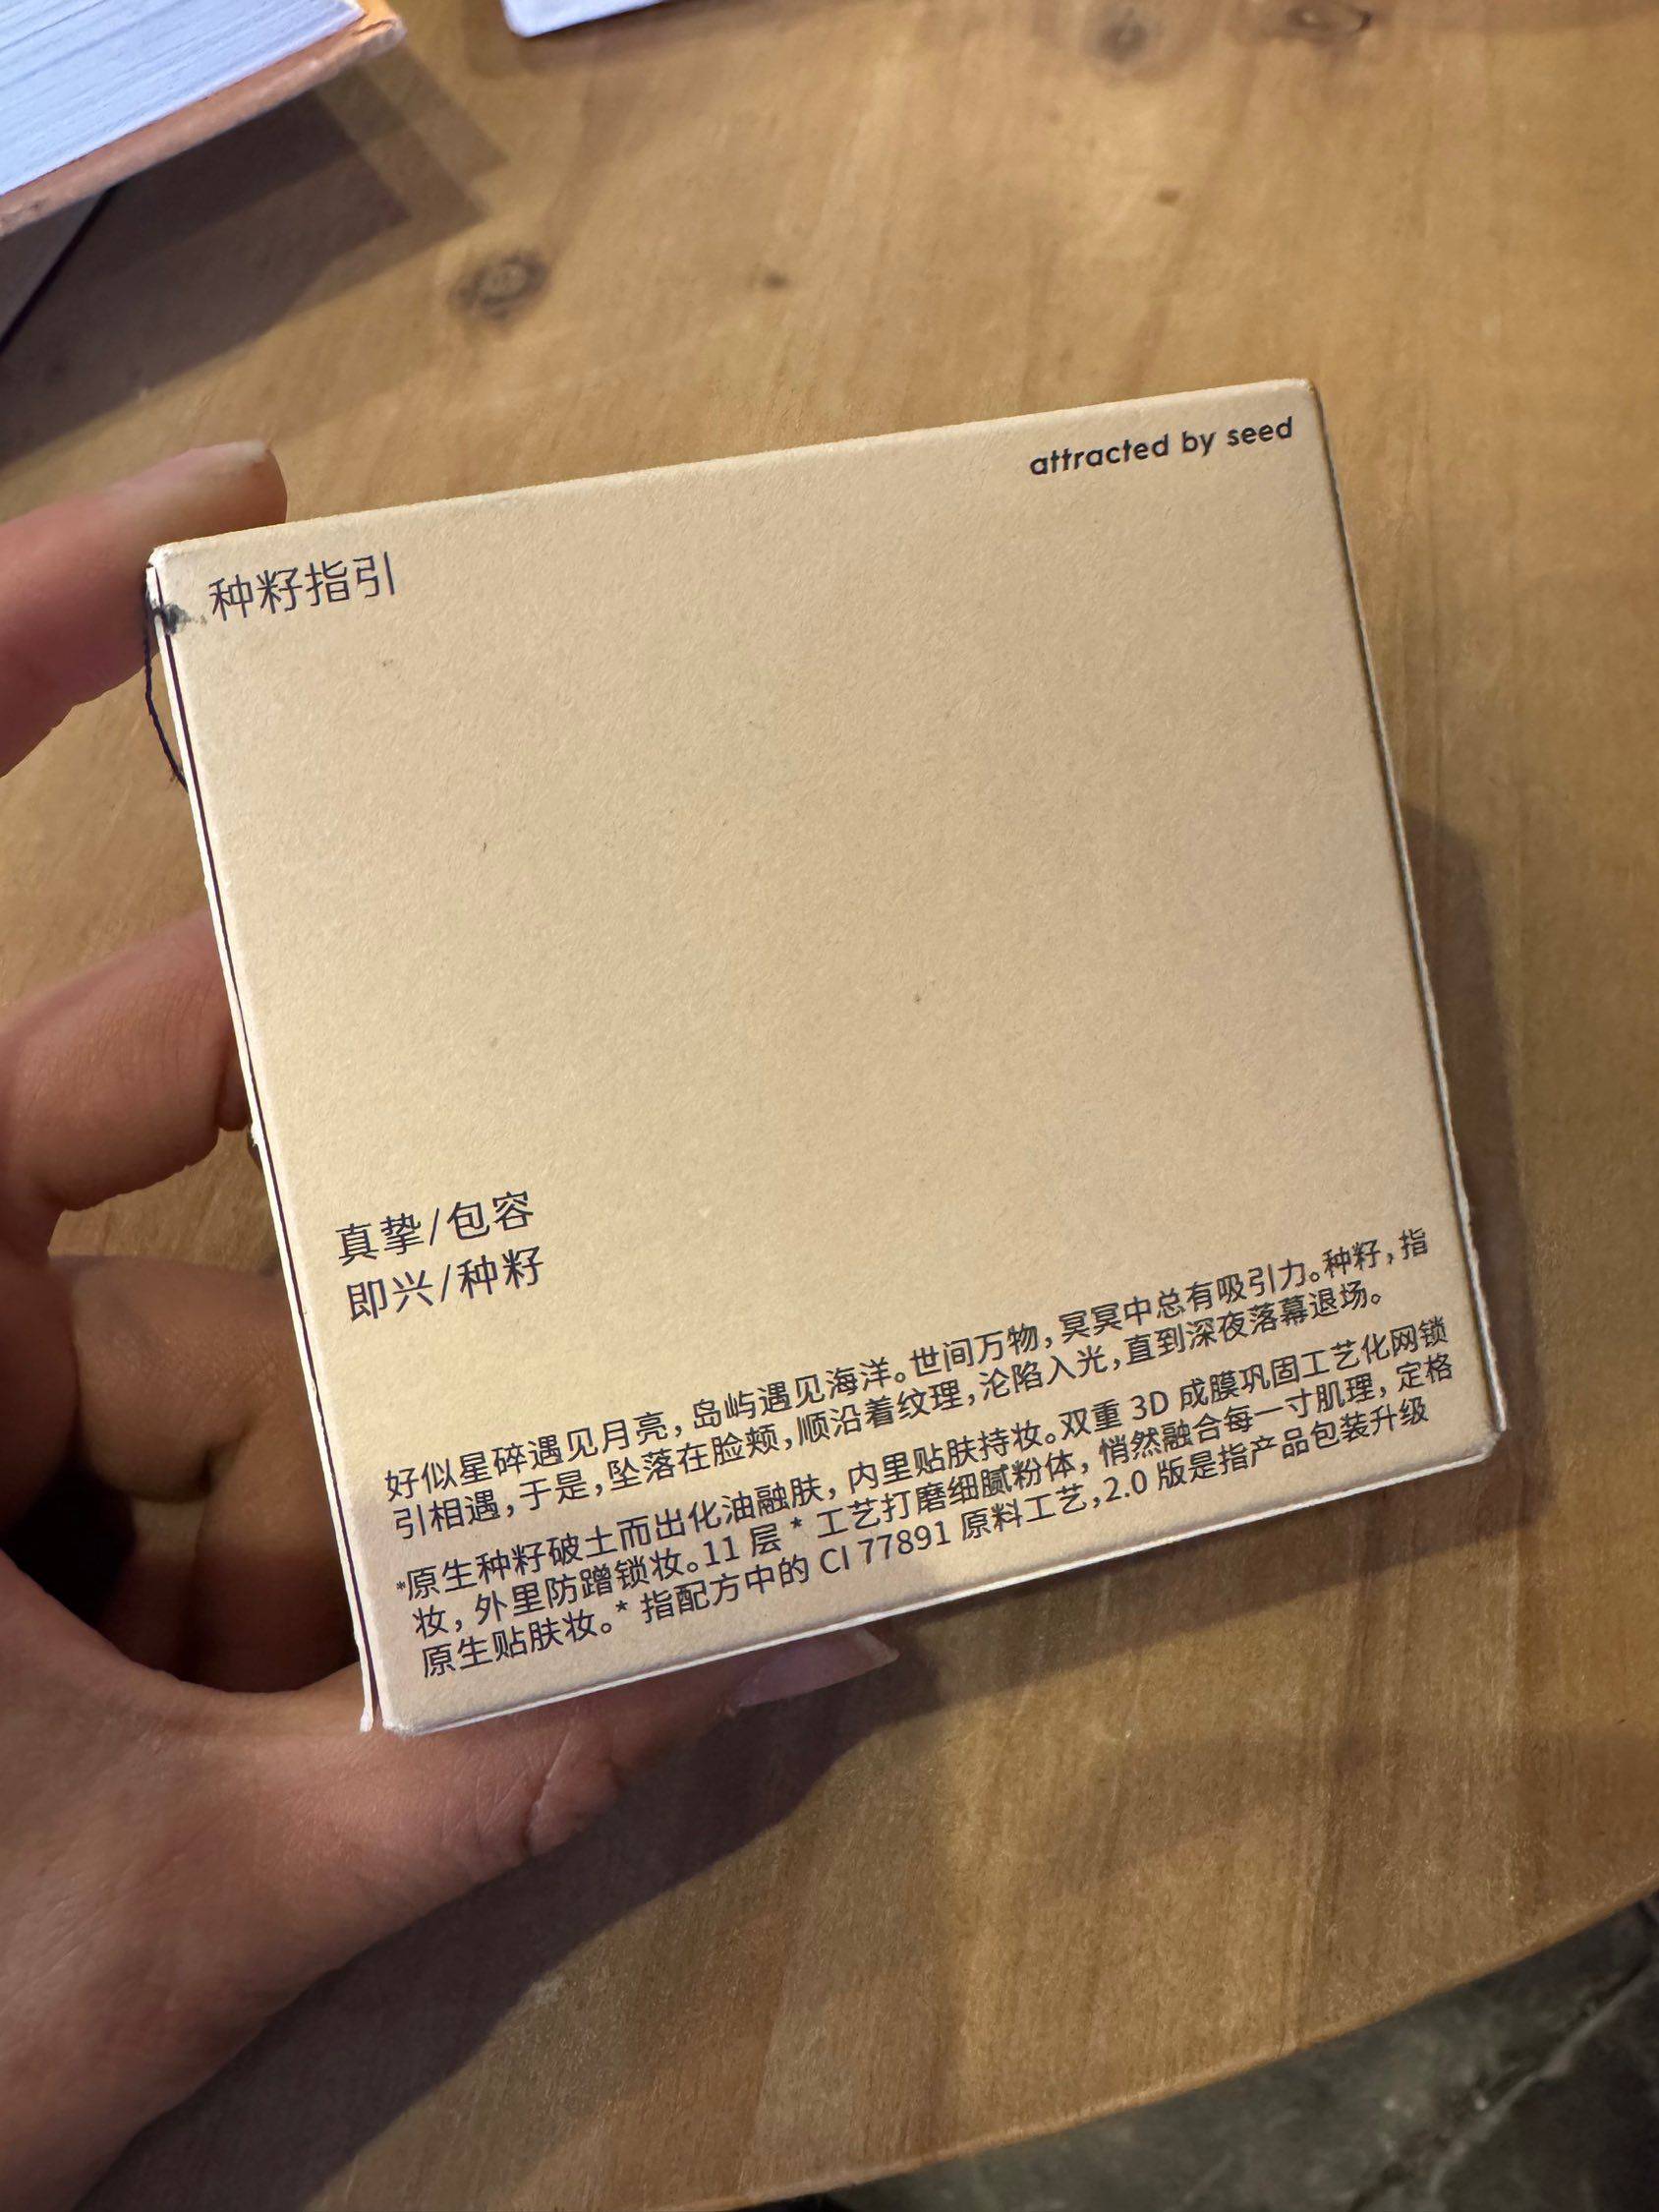 attracted by seed
种籽指引
真挚/包容
即兴/种籽
好似星碎遇见月亮，岛屿遇见海洋。世间万物，冥冥中总有吸引力。种籽，指
引相遇，于是，坠落在脸颊，顺沿着纹理，沦陷入光，直到深夜落幕退场。
*原生种籽破土而出化油融肤，内里贴肤持妆。双重 3D 成膜巩固工艺化网锁
妆，外里防蹭锁妆。11 层 * 工艺打磨细腻粉体，悄然融合每一寸肌理，定格
原生贴肤妆。* 指配方中的 CI 77891 原料工艺，2.0 版是指产品包装升级